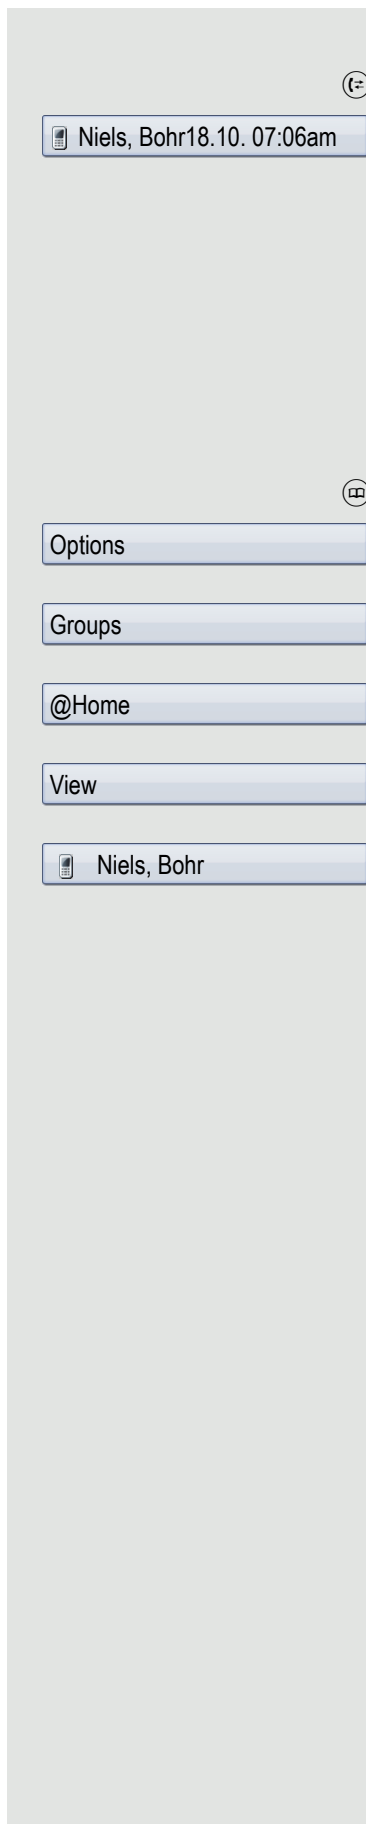 Niels, Bohr18.10. 07:06am
Options
Groups
@Home
View
Niels, Bohr